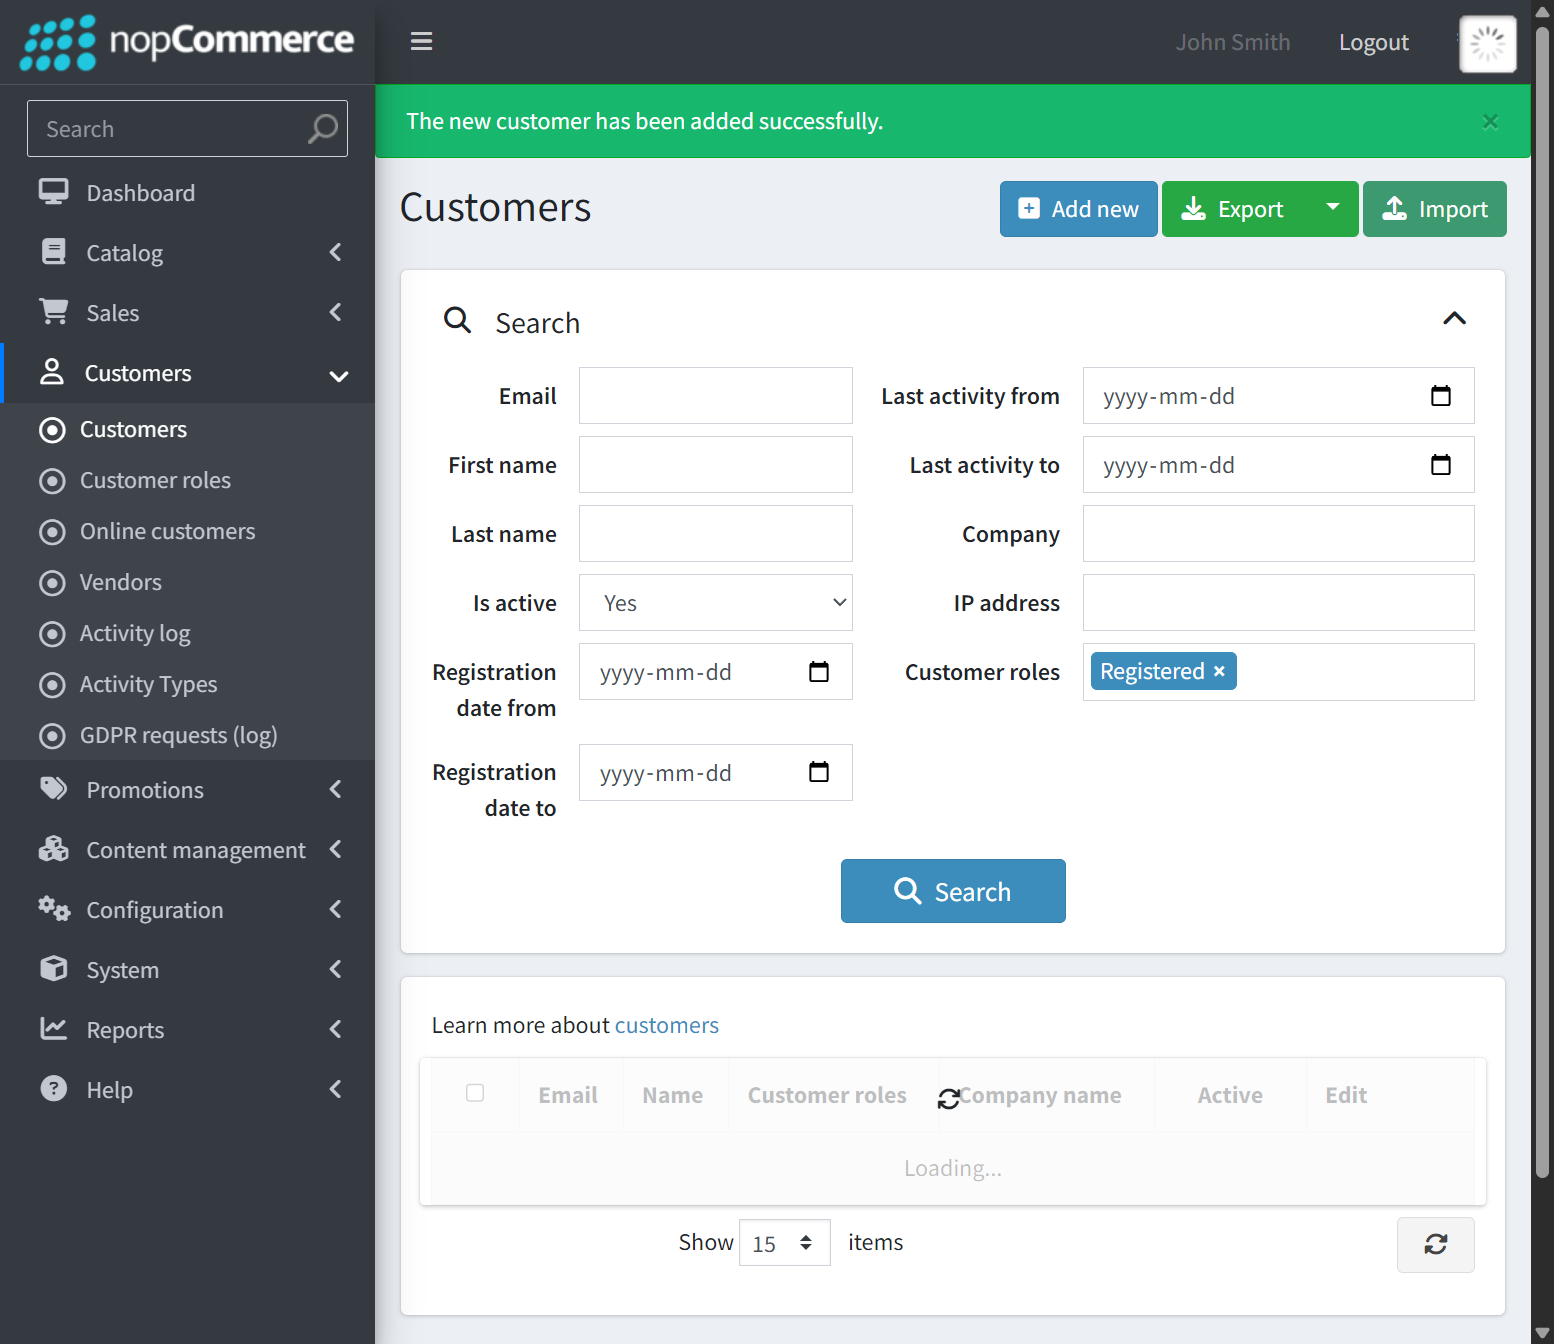 nopCommerce
John Smith
Logout
The new customer has been added successfully.
×
Search
Dashboard
Catalog
Sales
Customers
Customers
Customer roles
Online customers
Vendors
Activity log
Activity Types
GDPR requests (log)
Promotions
Content management
Configuration
System
Reports
Help
Customers
Add new
Export
Import
Search
Email
Last activity from
yyyy-mm-dd
First name
Last activity to
yyyy-mm-dd
Last name
Company
Is active
Yes
IP address
Registration
date from
yyyy-mm-dd
Customer roles
Registered ×
Registration
date to
yyyy-mm-dd
Search
Learn more about customers
Email Name Customer roles Company name Active Edit
Loading...
Show 15 items